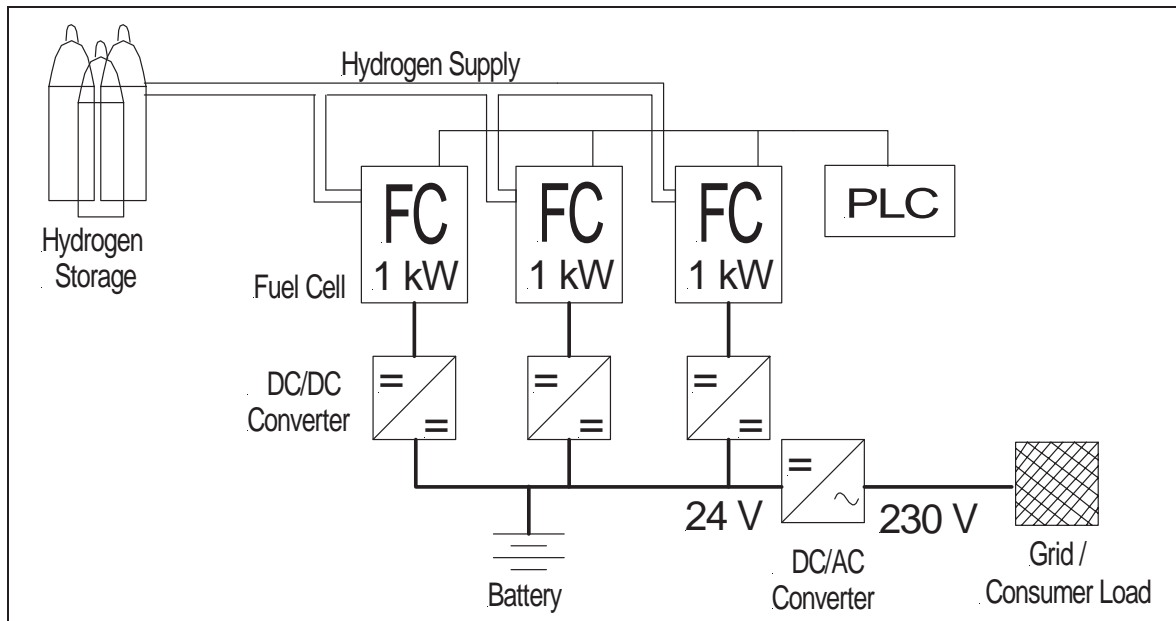 Hydrogen Supply
FC
1 kW
FC
1 kW
FC
1 kW
PLC
Hydrogen
Storage
Fuel Cell
DC/DC
Converter
24 V
230 V
Battery
DC/AC
Converter
Grid /
Consumer Load